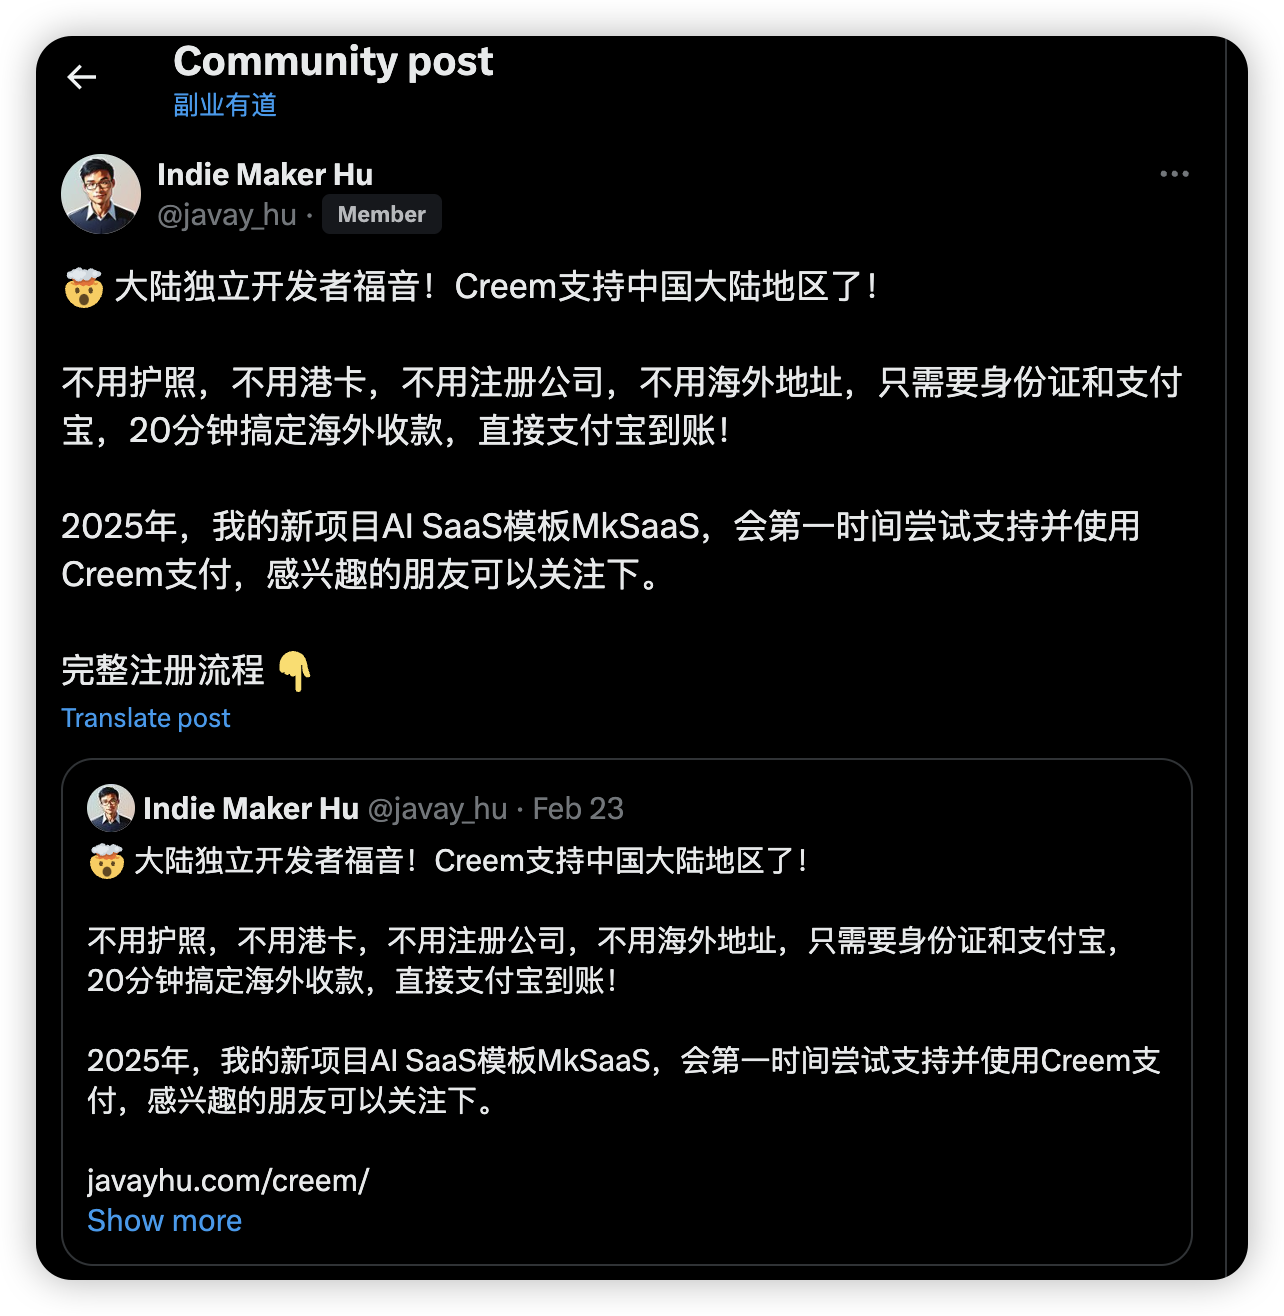 Community post
副业有道
Indie Maker Hu
@javay_hu · Member
🤯 大陆独立开发者福音！Creem支持中国大陆地区了！
不用护照，不用港卡，不用注册公司，不用海外地址，只需要身份证和支付
宝，20分钟搞定海外收款，直接支付宝到账！
2025年，我的新项目AI SaaS模板MkSaaS，会第一时间尝试支持并使用
Creem支付，感兴趣的朋友可以关注下。
完整注册流程 👇
Translate post
Indie Maker Hu @javay_hu · Feb 23
🤯 大陆独立开发者福音！Creem支持中国大陆地区了！
不用护照，不用港卡，不用注册公司，不用海外地址，只需要身份证和支付宝，
20分钟搞定海外收款，直接支付宝到账！
2025年，我的新项目AI SaaS模板MkSaaS，会第一时间尝试支持并使用Creem支
付，感兴趣的朋友可以关注下。
javayhu.com/creem/
Show more